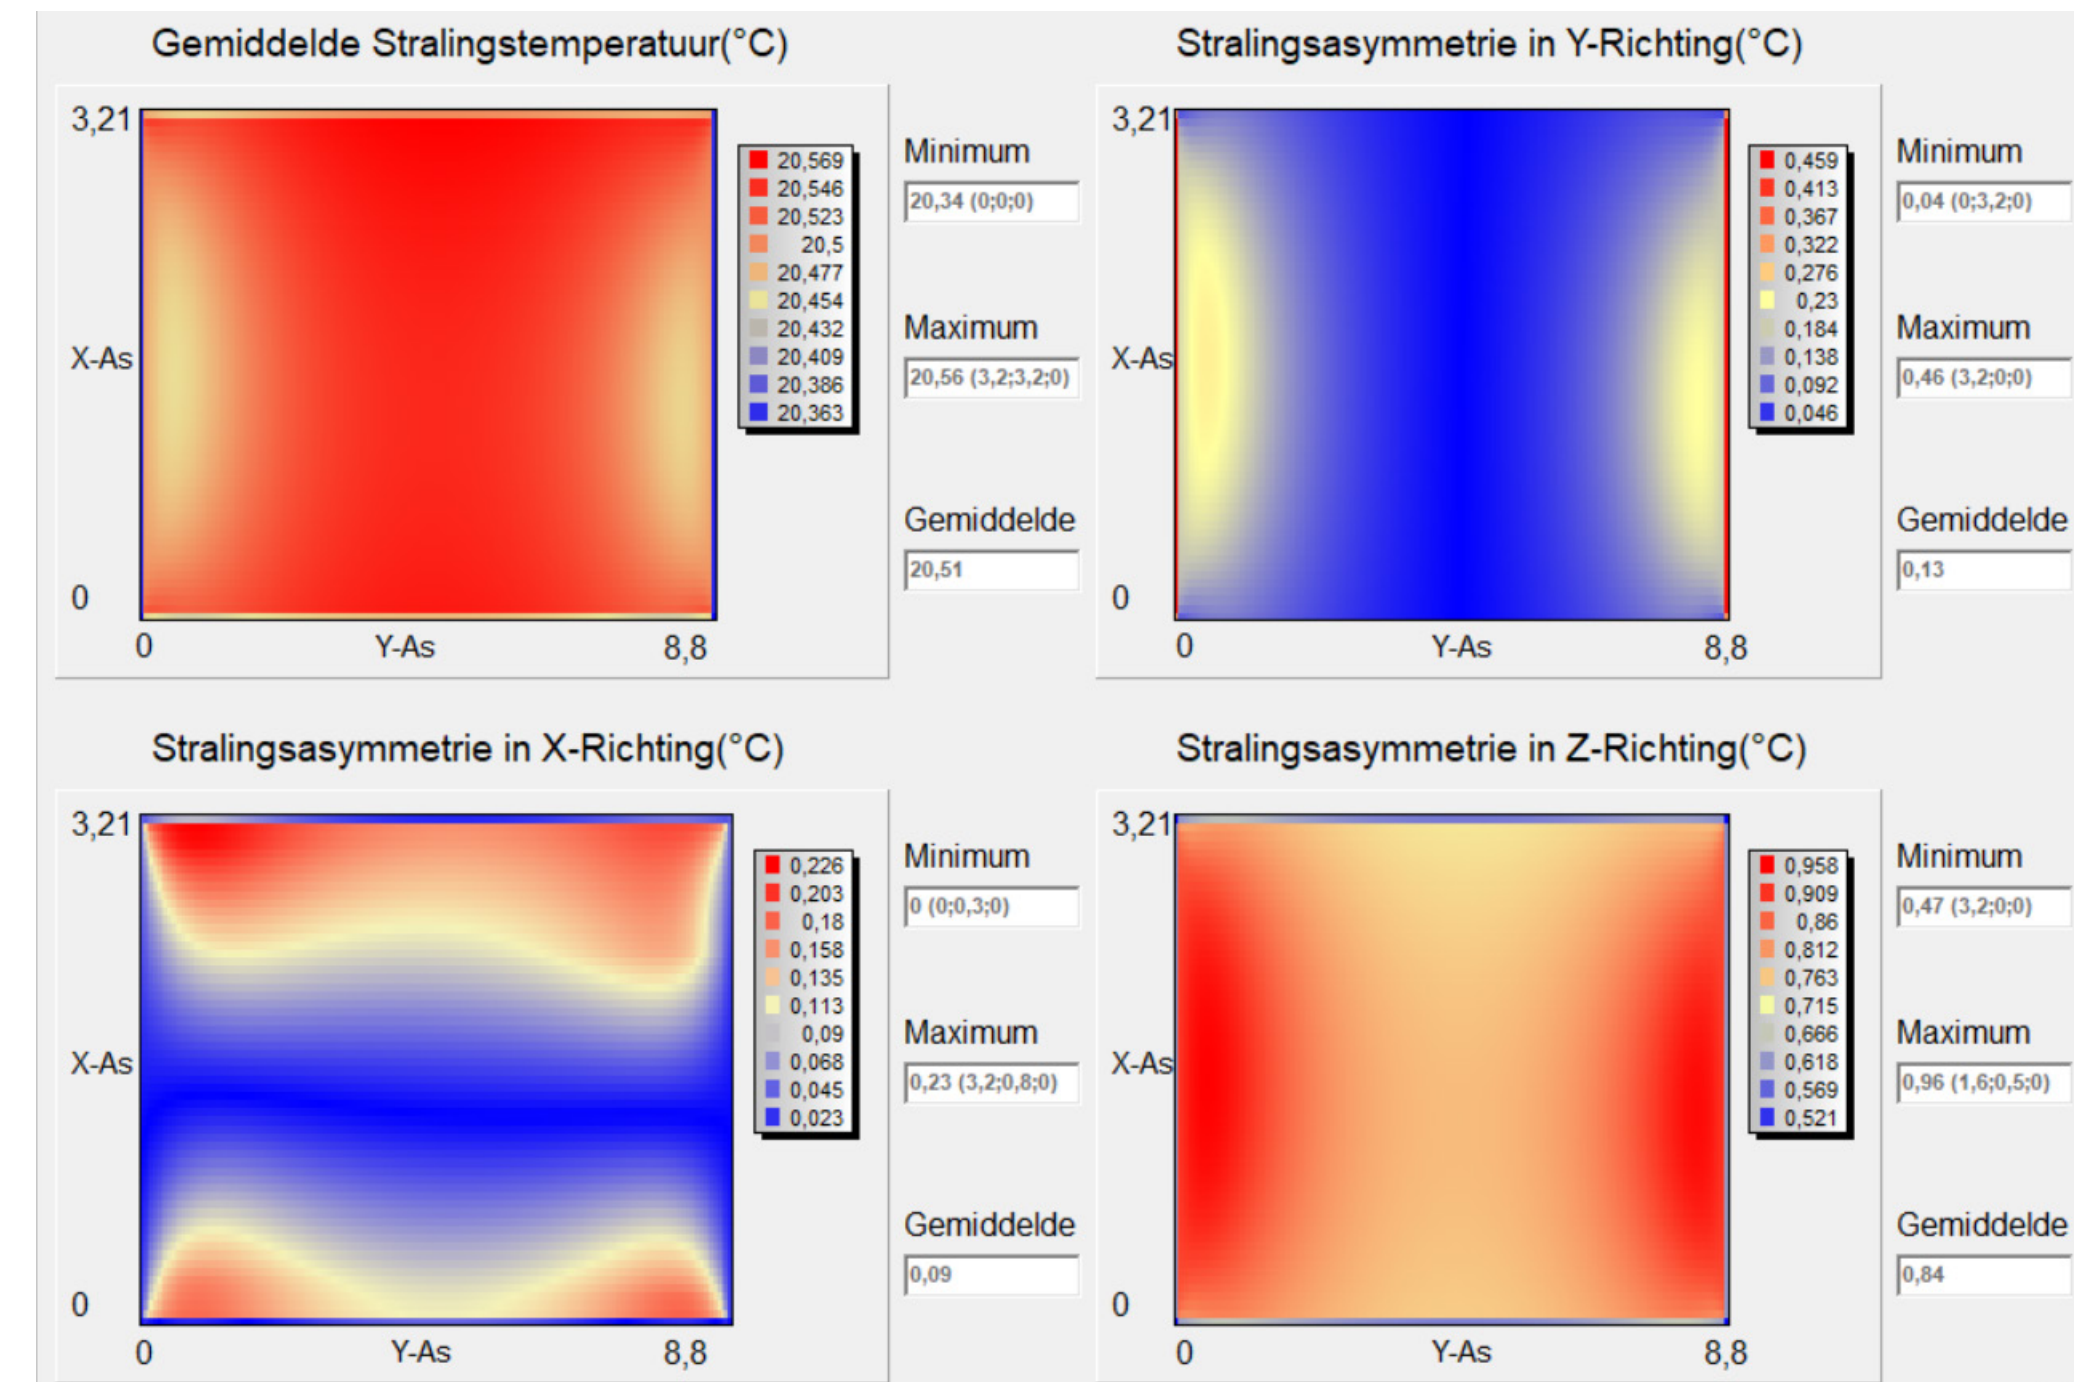 Gemiddelde Stralingstemperatuur(°C)
3,21
X-As
0
0
Y-As
8,8
20,569
20,546
20,523
20,5
20,477
20,454
20,432
20,409
20,386
20,363
Minimum
20,34 (0;0;0)
Maximum
20,56 (3,2;3,2;0)
Gemiddelde
20,51
Stralingsasymmetrie in Y-Richting(°C)
3,21
X-As
0
0
Y-As
8,8
0,459
0,413
0,367
0,322
0,276
0,23
0,184
0,138
0,092
0,046
Minimum
0,04 (0;3,2;0)
Maximum
0,46 (3,2;0;0)
Gemiddelde
0,13
Stralingsasymmetrie in X-Richting(°C)
3,21
X-As
0
0
Y-As
8,8
0,226
0,203
0,18
0,158
0,135
0,113
0,09
0,068
0,045
0,023
Minimum
0 (0;0,3;0)
Maximum
0,23 (3,2;0,8;0)
Gemiddelde
0,09
Stralingsasymmetrie in Z-Richting(°C)
3,21
X-As
0
0
Y-As
8,8
0,958
0,909
0,86
0,812
0,763
0,715
0,666
0,618
0,569
0,521
Minimum
0,47 (3,2;0;0)
Maximum
0,96 (1,6;0,5;0)
Gemiddelde
0,84